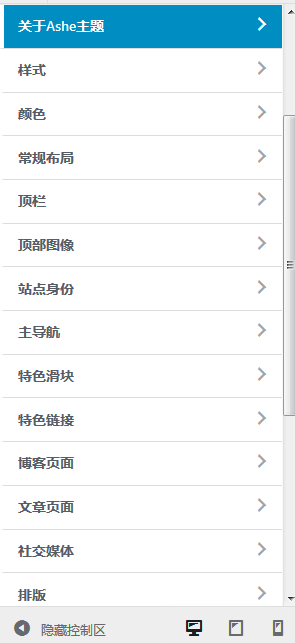 关于Ashe主题
样式
颜色
常规布局
顶栏
顶部图像
站点身份
主导航
特色滑块
特色链接
博客页面
文章页面
社交媒体
排版
隐藏控制区